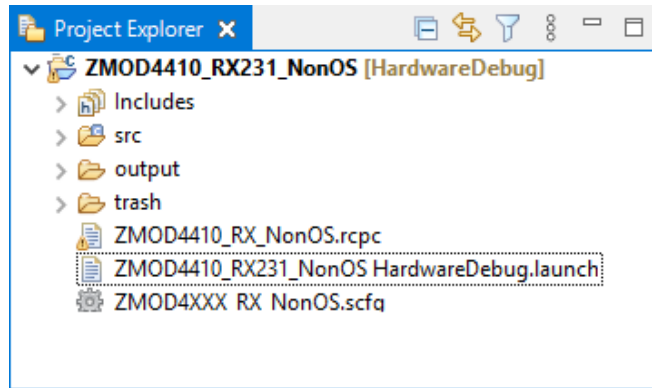 Project Explorer
ZMOD4410_RX231_NonOS [HardwareDebug]
Includes
src
output
trash
ZMOD4410_RX_NonOS.rcpc
ZMOD4410_RX231_NonOS HardwareDebug.launch
ZMOD4XXX_RX_NonOS.scfg